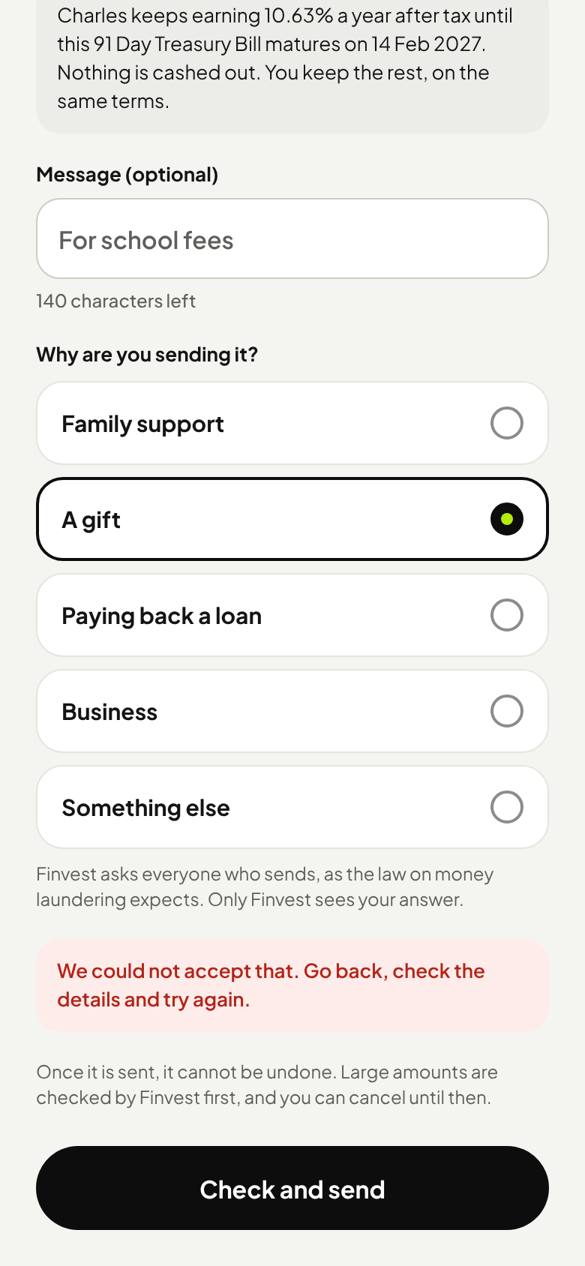 Charles keeps earning 10.63% a year after tax until
this 91 Day Treasury Bill matures on 14 Feb 2027.
Nothing is cashed out. You keep the rest, on the
same terms.
Message (optional)
For school fees
140 characters left
Why are you sending it?
Family support
A gift
Paying back a loan
Business
Something else
Finvest asks everyone who sends, as the law on money
laundering expects. Only Finvest sees your answer.
We could not accept that. Go back, check the
details and try again.
Once it is sent, it cannot be undone. Large amounts are
checked by Finvest first, and you can cancel until then.
Check and send